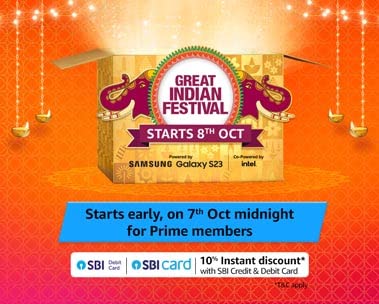 GREAT
INDIAN
FESTIVAL
STARTS 8TH OCT
Powered by
SAMSUNG Galaxy S23
Co-Powered by
intel.
Starts early, on 7th Oct midnight
for Prime members
SBI Debit Card
SBI card
10% Instant discount*
with SBI Credit & Debit Card
*T&C apply